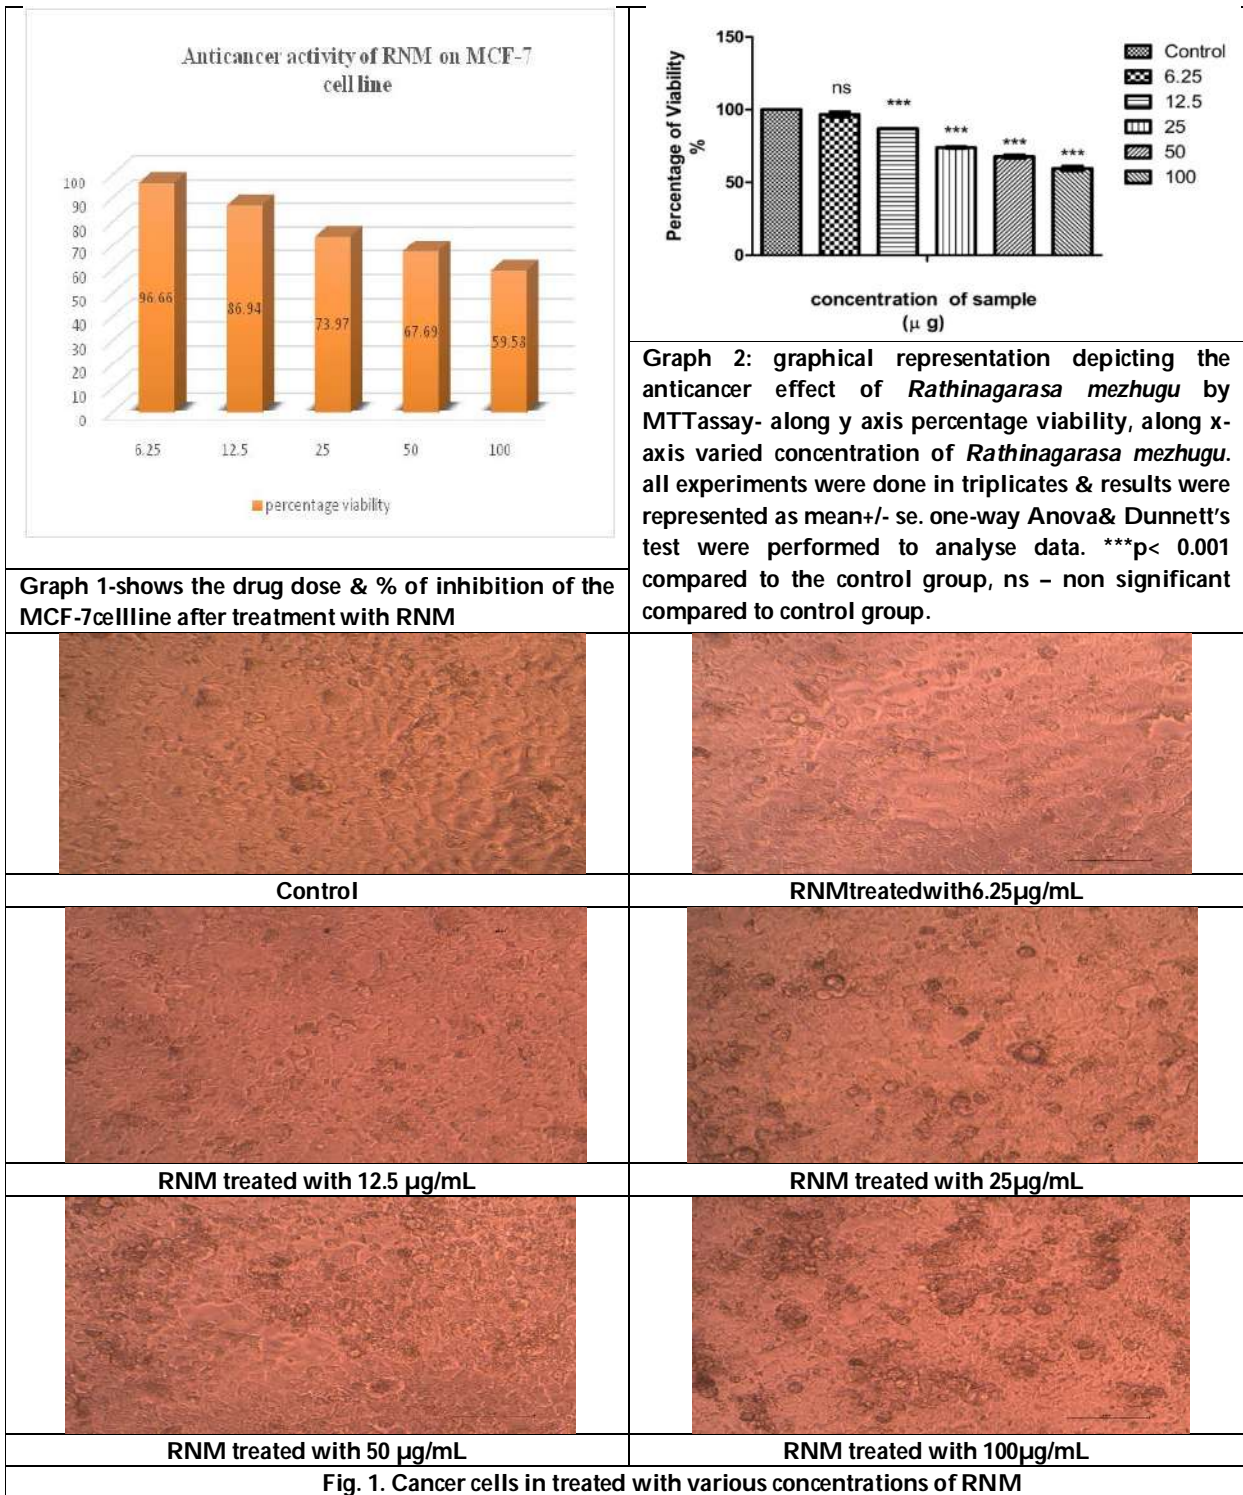 Anticancer activity of RNM on MCF-7
cell line
100
90
80
70
60
50
40
30
20
10
0
96.66
86.94
73.97
67.69
59.58
6.25
12.5
25
50
100
percentage viability
Graph 1-shows the drug dose & % of inhibition of the
MCF-7cellline after treatment with RNM
Percentage of Viability
%
150
100
50
0
ns
***
***
***
***
Control
6.25
12.5
25
50
100
concentration of sample
(µ g)
Graph 2: graphical representation depicting the
anticancer effect of Rathinagarasa mezhugu by
MTTassay- along y axis percentage viability, along x-
axis varied concentration of Rathinagarasa mezhugu.
all experiments were done in triplicates & results were
represented as mean+/- se. one-way Anova& Dunnett's
test were performed to analyse data. ***p< 0.001
compared to the control group, ns – non significant
compared to control group.
Control
RNMtreatedwith6.25µg/mL
RNM treated with 12.5 µg/mL
RNM treated with 25µg/mL
RNM treated with 50 µg/mL
RNM treated with 100µg/mL
Fig. 1. Cancer cells in treated with various concentrations of RNM